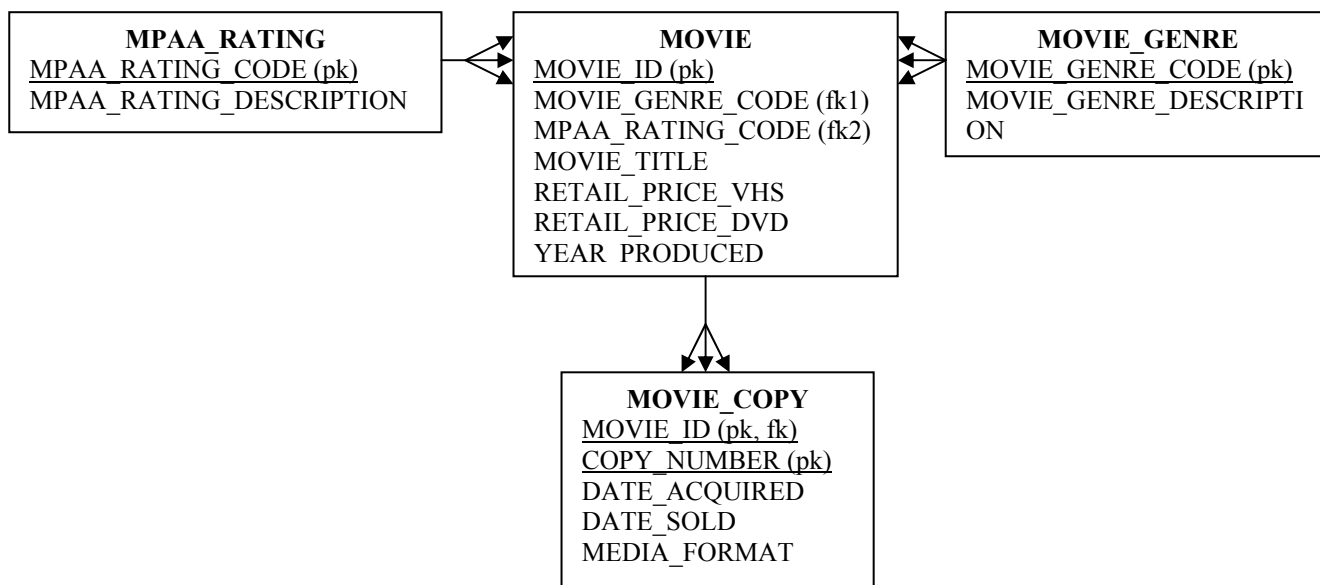 MPAA_RATING
MPAA_RATING_CODE (pk)
MPAA_RATING_DESCRIPTION
MOVIE
MOVIE_ID (pk)
MOVIE_GENRE_CODE (fk1)
MPAA_RATING_CODE (fk2)
MOVIE_TITLE
RETAIL_PRICE_VHS
RETAIL_PRICE_DVD
YEAR_PRODUCED
MOVIE_GENRE
MOVIE_GENRE_CODE (pk)
MOVIE_GENRE_DESCRIPTI
ON
MOVIE_COPY
MOVIE_ID (pk, fk)
COPY_NUMBER (pk)
DATE_ACQUIRED
DATE_SOLD
MEDIA_FORMAT